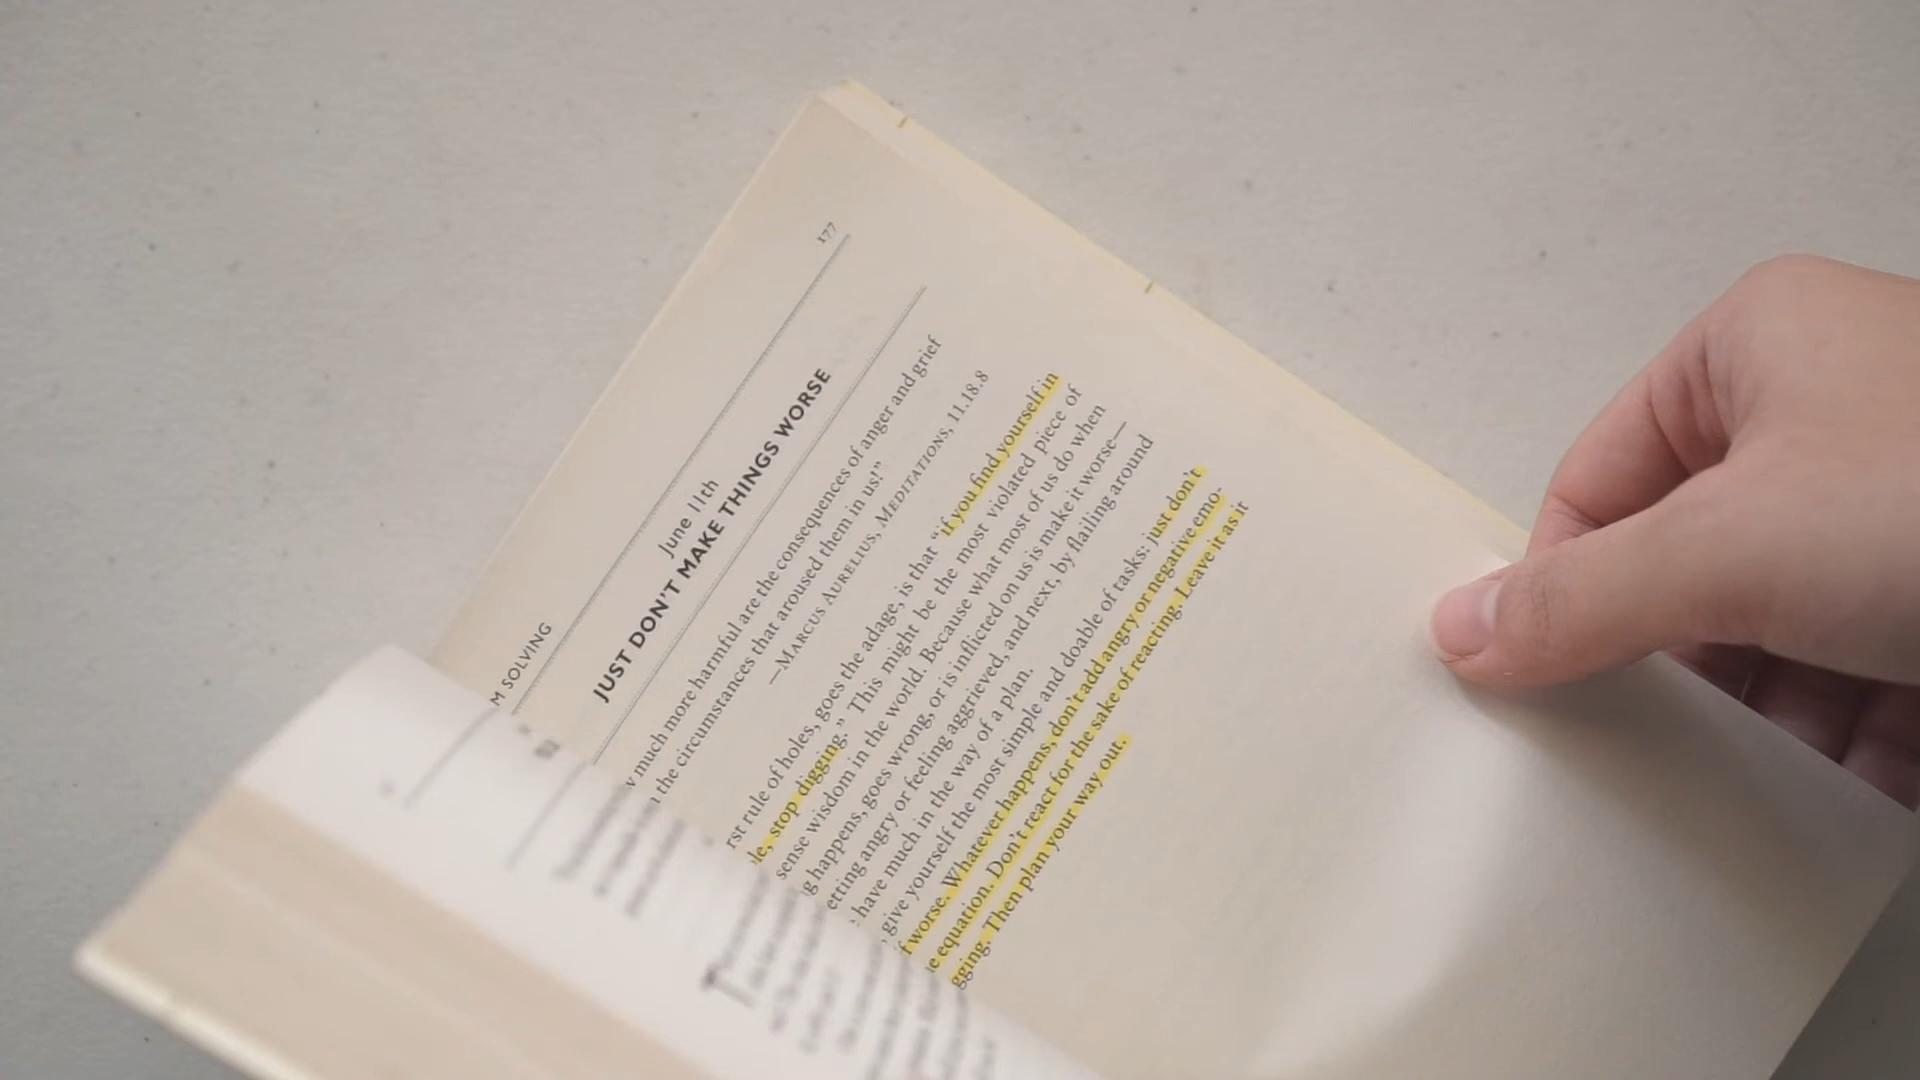 M SOLVING 177
June 11th
JUST DON'T MAKE THINGS WORSE
much more harmful are the consequences of anger and grief
the circumstances that aroused them in us!”
—MARCUS AURELIUS, MEDITATIONS, 11.18.8
rst rule of holes, goes the adage, is that “if you find yourself in
le, stop digging.” This might be the most violated piece of
sense wisdom in the world. Because what most of us do when
g happens, goes wrong, or is inflicted on us is make it worse—
etting angry or feeling aggrieved, and next, by flailing around
have much in the way of a plan.
, give yourself the most simple and doable of tasks: just don't
f worse. Whatever happens, don't add angry or negative emo-
e equation. Don't react for the sake of reacting. Leave it as it
gging. Then plan your way out.